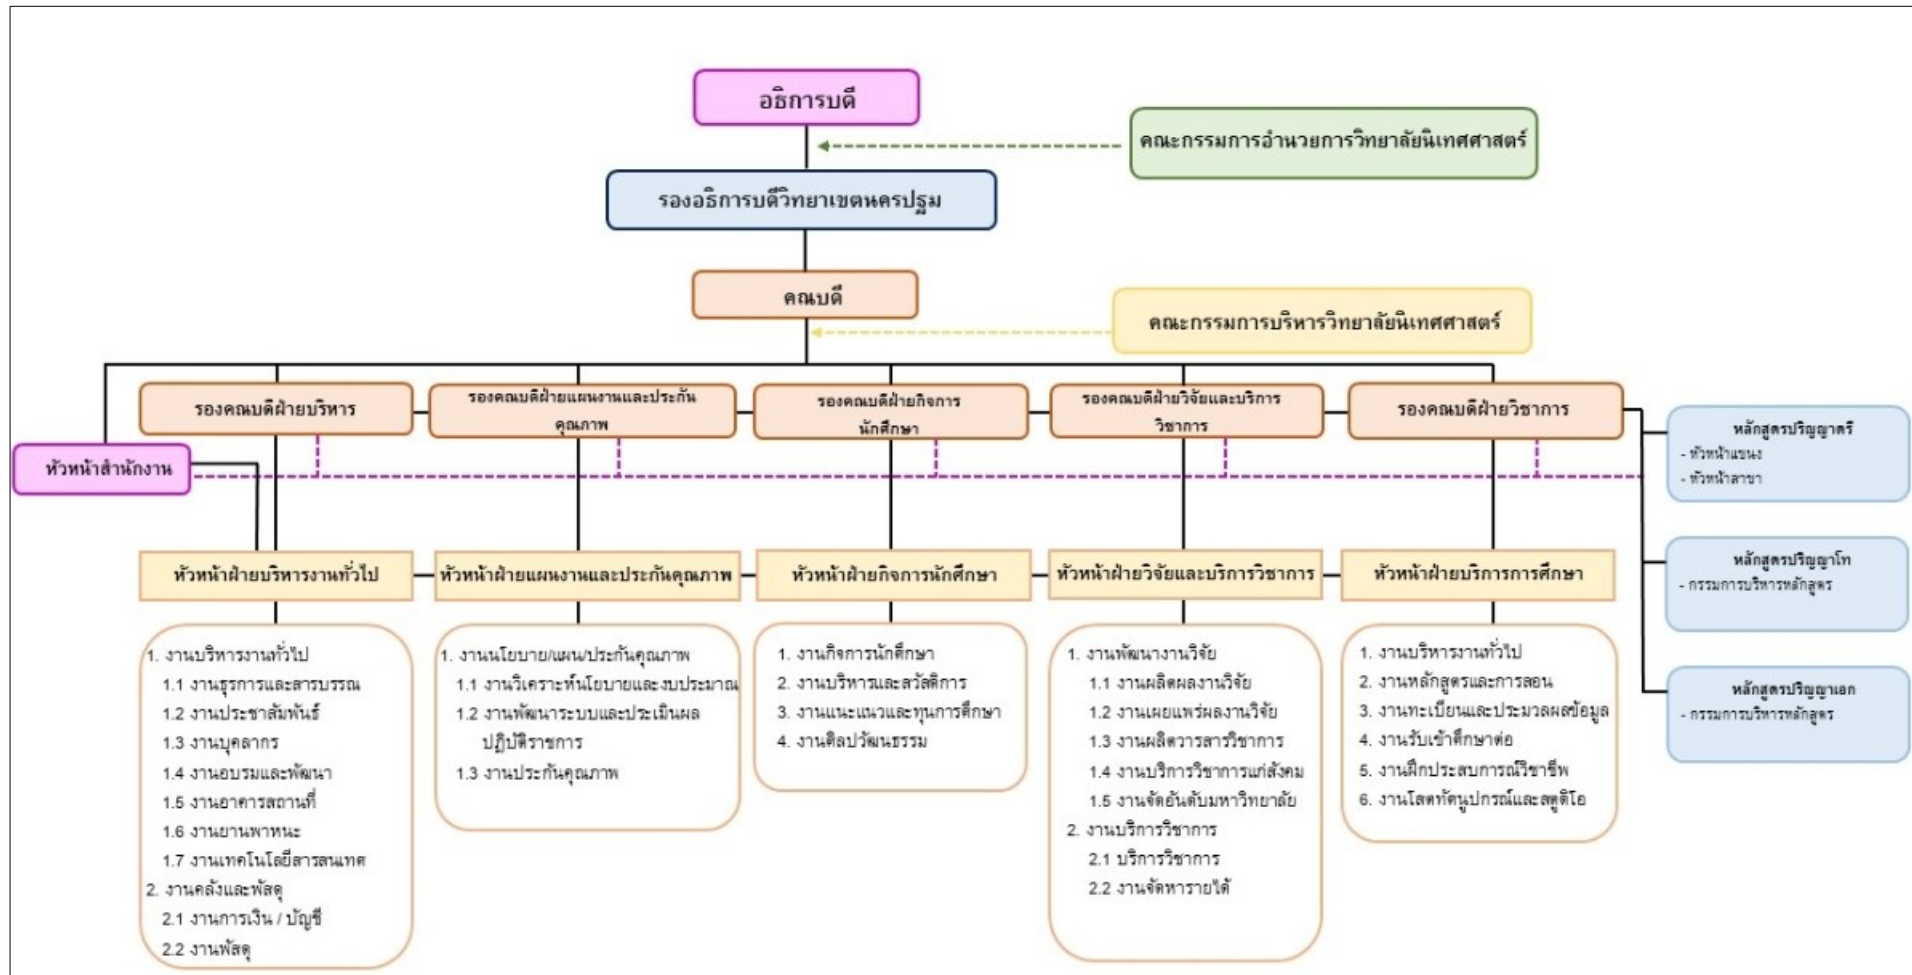 อธิการบดี
คณะกรรมการอำนวยการวิทยาลัยนิเทศศาสตร์
รองอธิการบดีวิทยาเขตนครปฐม
คณบดี
คณะกรรมการบริหารวิทยาลัยนิเทศศาสตร์
รองคณบดีฝ่ายบริหาร
รองคณบดีฝ่ายแผนงานและประกัน
คุณภาพ
รองคณบดีฝ่ายกิจการ
นักศึกษา
รองคณบดีฝ่ายวิจัยและบริการ
วิชาการ
รองคณบดีฝ่ายวิชาการ
หัวหน้าสำนักงาน
หลักสูตรปริญญาตรี
- หัวหน้าแขนง
- หัวหน้าสาขา
หลักสูตรปริญญาโท
- กรรมการบริหารหลักสูตร
หลักสูตรปริญญาเอก
- กรรมการบริหารหลักสูตร
หัวหน้าฝ่ายบริหารงานทั่วไป
หัวหน้าฝ่ายแผนงานและประกันคุณภาพ
หัวหน้าฝ่ายกิจการนักศึกษา
หัวหน้าฝ่ายวิจัยและบริการวิชาการ
หัวหน้าฝ่ายบริการการศึกษา
1. งานบริหารงานทั่วไป
1.1 งานธุรการและสารบรรณ
1.2 งานประชาสัมพันธ์
1.3 งานบุคลากร
1.4 งานอบรมและพัฒนา
1.5 งานอาคารสถานที่
1.6 งานยานพาหนะ
1.7 งานเทคโนโลยีสารสนเทศ
2. งานคลังและพัสดุ
2.1 งานการเงิน / บัญชี
2.2 งานพัสดุ
1. งานนโยบาย/แผน/ประกันคุณภาพ
1.1 งานวิเคราะห์นโยบายและงบประมาณ
1.2 งานพัฒนาระบบและประเมินผล
ปฏิบัติราชการ
1.3 งานประกันคุณภาพ
1. งานกิจการนักศึกษา
2. งานบริหารและสวัสดิการ
3. งานแนะแนวและทุนการศึกษา
4. งานศิลปวัฒนธรรม
1. งานพัฒนางานวิจัย
1.1 งานผลิตผลงานวิจัย
1.2 งานเผยแพร่ผลงานวิจัย
1.3 งานผลิตวารสารวิชาการ
1.4 งานบริการวิชาการแก่สังคม
1.5 งานจัดอันดับมหาวิทยาลัย
2. งานบริการวิชาการ
2.1 บริการวิชาการ
2.2 งานจัดหารายได้
1. งานบริหารงานทั่วไป
2. งานหลักสูตรและการสอน
3. งานทะเบียนและประมวลผลข้อมูล
4. งานรับเข้าศึกษาต่อ
5. งานฝึกประสบการณ์วิชาชีพ
6. งานโสตทัศนูปกรณ์และสตูดิโอ